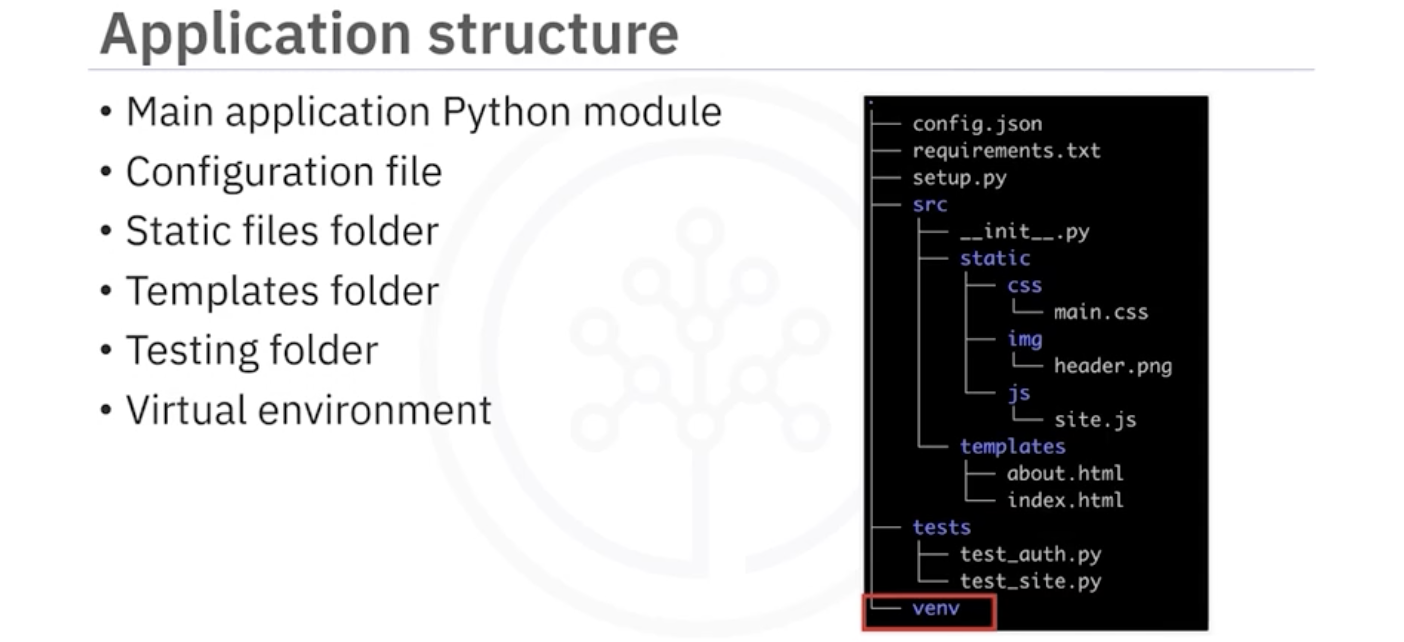 Application structure
• Main application Python module
• Configuration file
• Static files folder
• Templates folder
• Testing folder
• Virtual environment
.
├── config.json
├── requirements.txt
├── setup.py
├── src
│   ├── __init__.py
│   ├── static
│   │   ├── css
│   │   │   └── main.css
│   │   ├── img
│   │   │   └── header.png
│   │   └── js
│   │       └── site.js
│   └── templates
│       ├── about.html
│       └── index.html
├── tests
│   ├── test_auth.py
│   └── test_site.py
└── venv